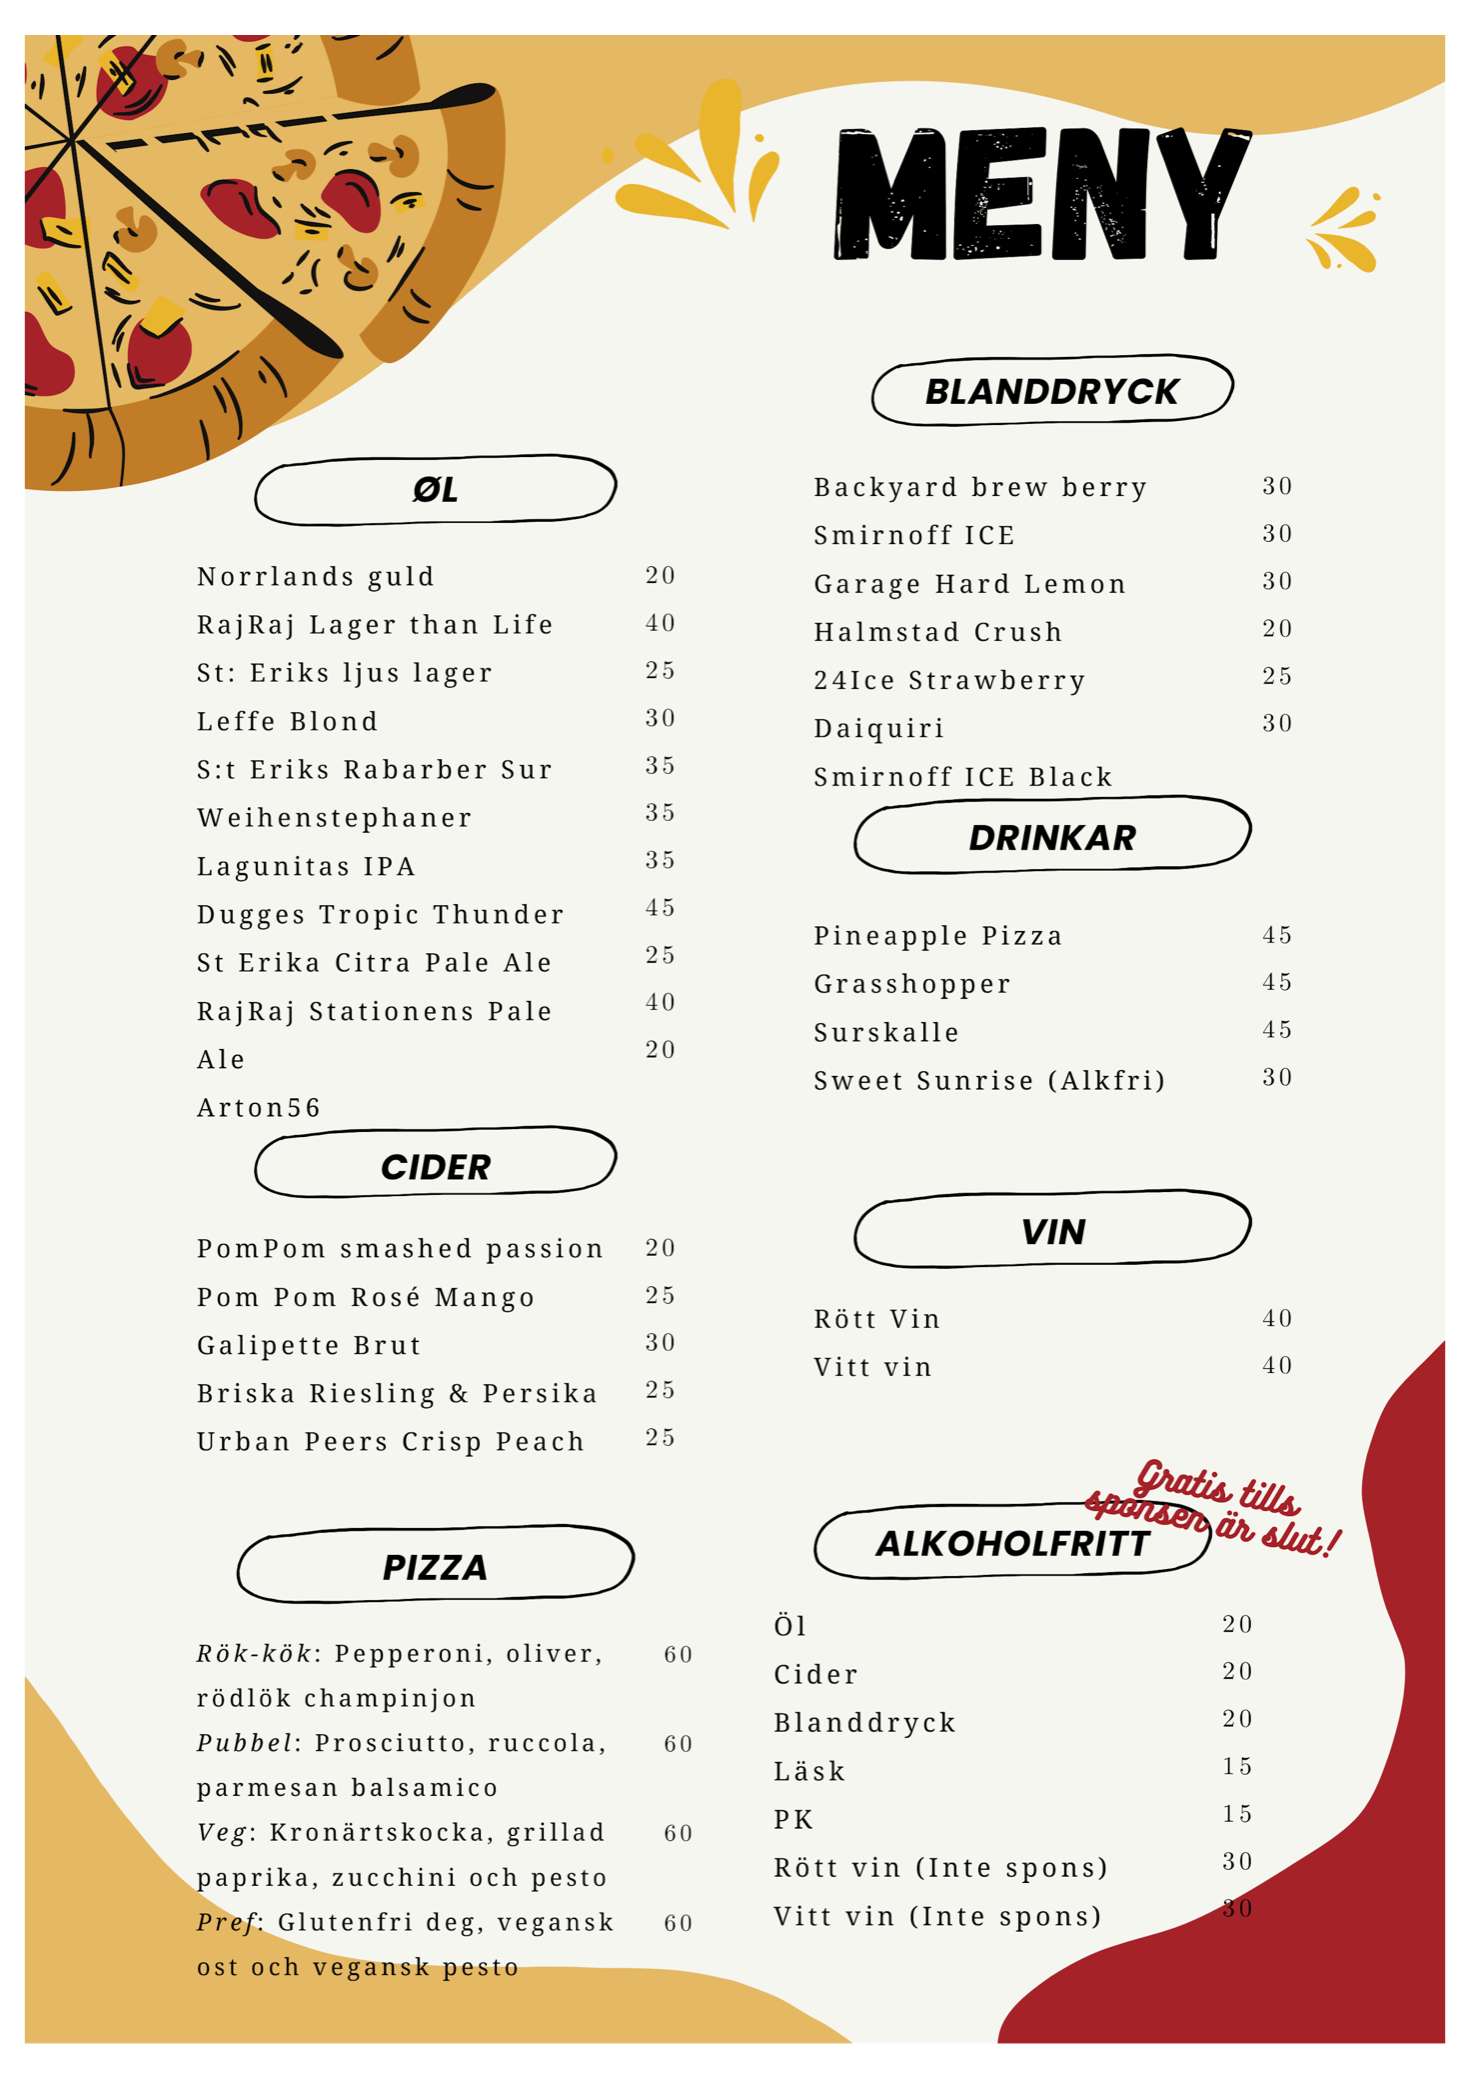 MENY
ØL
Norrlands guld 20
RajRaj Lager than Life 40
St: Eriks ljus lager 25
Leffe Blond 30
S:t Eriks Rabarber Sur 35
Weihenstephaner 35
Lagunitas IPA 35
Dugges Tropic Thunder 45
St Erika Citra Pale Ale 25
RajRaj Stationens Pale 40
Ale 20
Arton56
CIDER
PomPom smashed passion 20
Pom Pom Rosé Mango 25
Galipette Brut 30
Briska Riesling & Persika 25
Urban Peers Crisp Peach 25
PIZZA
Rök-kök: Pepperoni, oliver, 60
rödlök champinjon
Pubbel: Prosciutto, ruccola, 60
parmesan balsamico
Veg: Kronärtskocka, grillad 60
paprika, zucchini och pesto
Pref: Glutenfri deg, vegansk 60
ost och vegansk pesto
BLANDDRYCK
Backyard brew berry 30
Smirnoff ICE 30
Garage Hard Lemon 30
Halmstad Crush 20
24Ice Strawberry 25
Daiquiri 30
Smirnoff ICE Black
DRINKAR
Pineapple Pizza 45
Grasshopper 45
Surskalle 45
Sweet Sunrise (Alkfri) 30
VIN
Rött Vin 40
Vitt vin 40
Gratis tills
sponsen är slut!
ALKOHOLFRITT
Öl 20
Cider 20
Blanddryck 20
Läsk 15
PK 15
Rött vin (Inte spons) 30
Vitt vin (Inte spons) 30